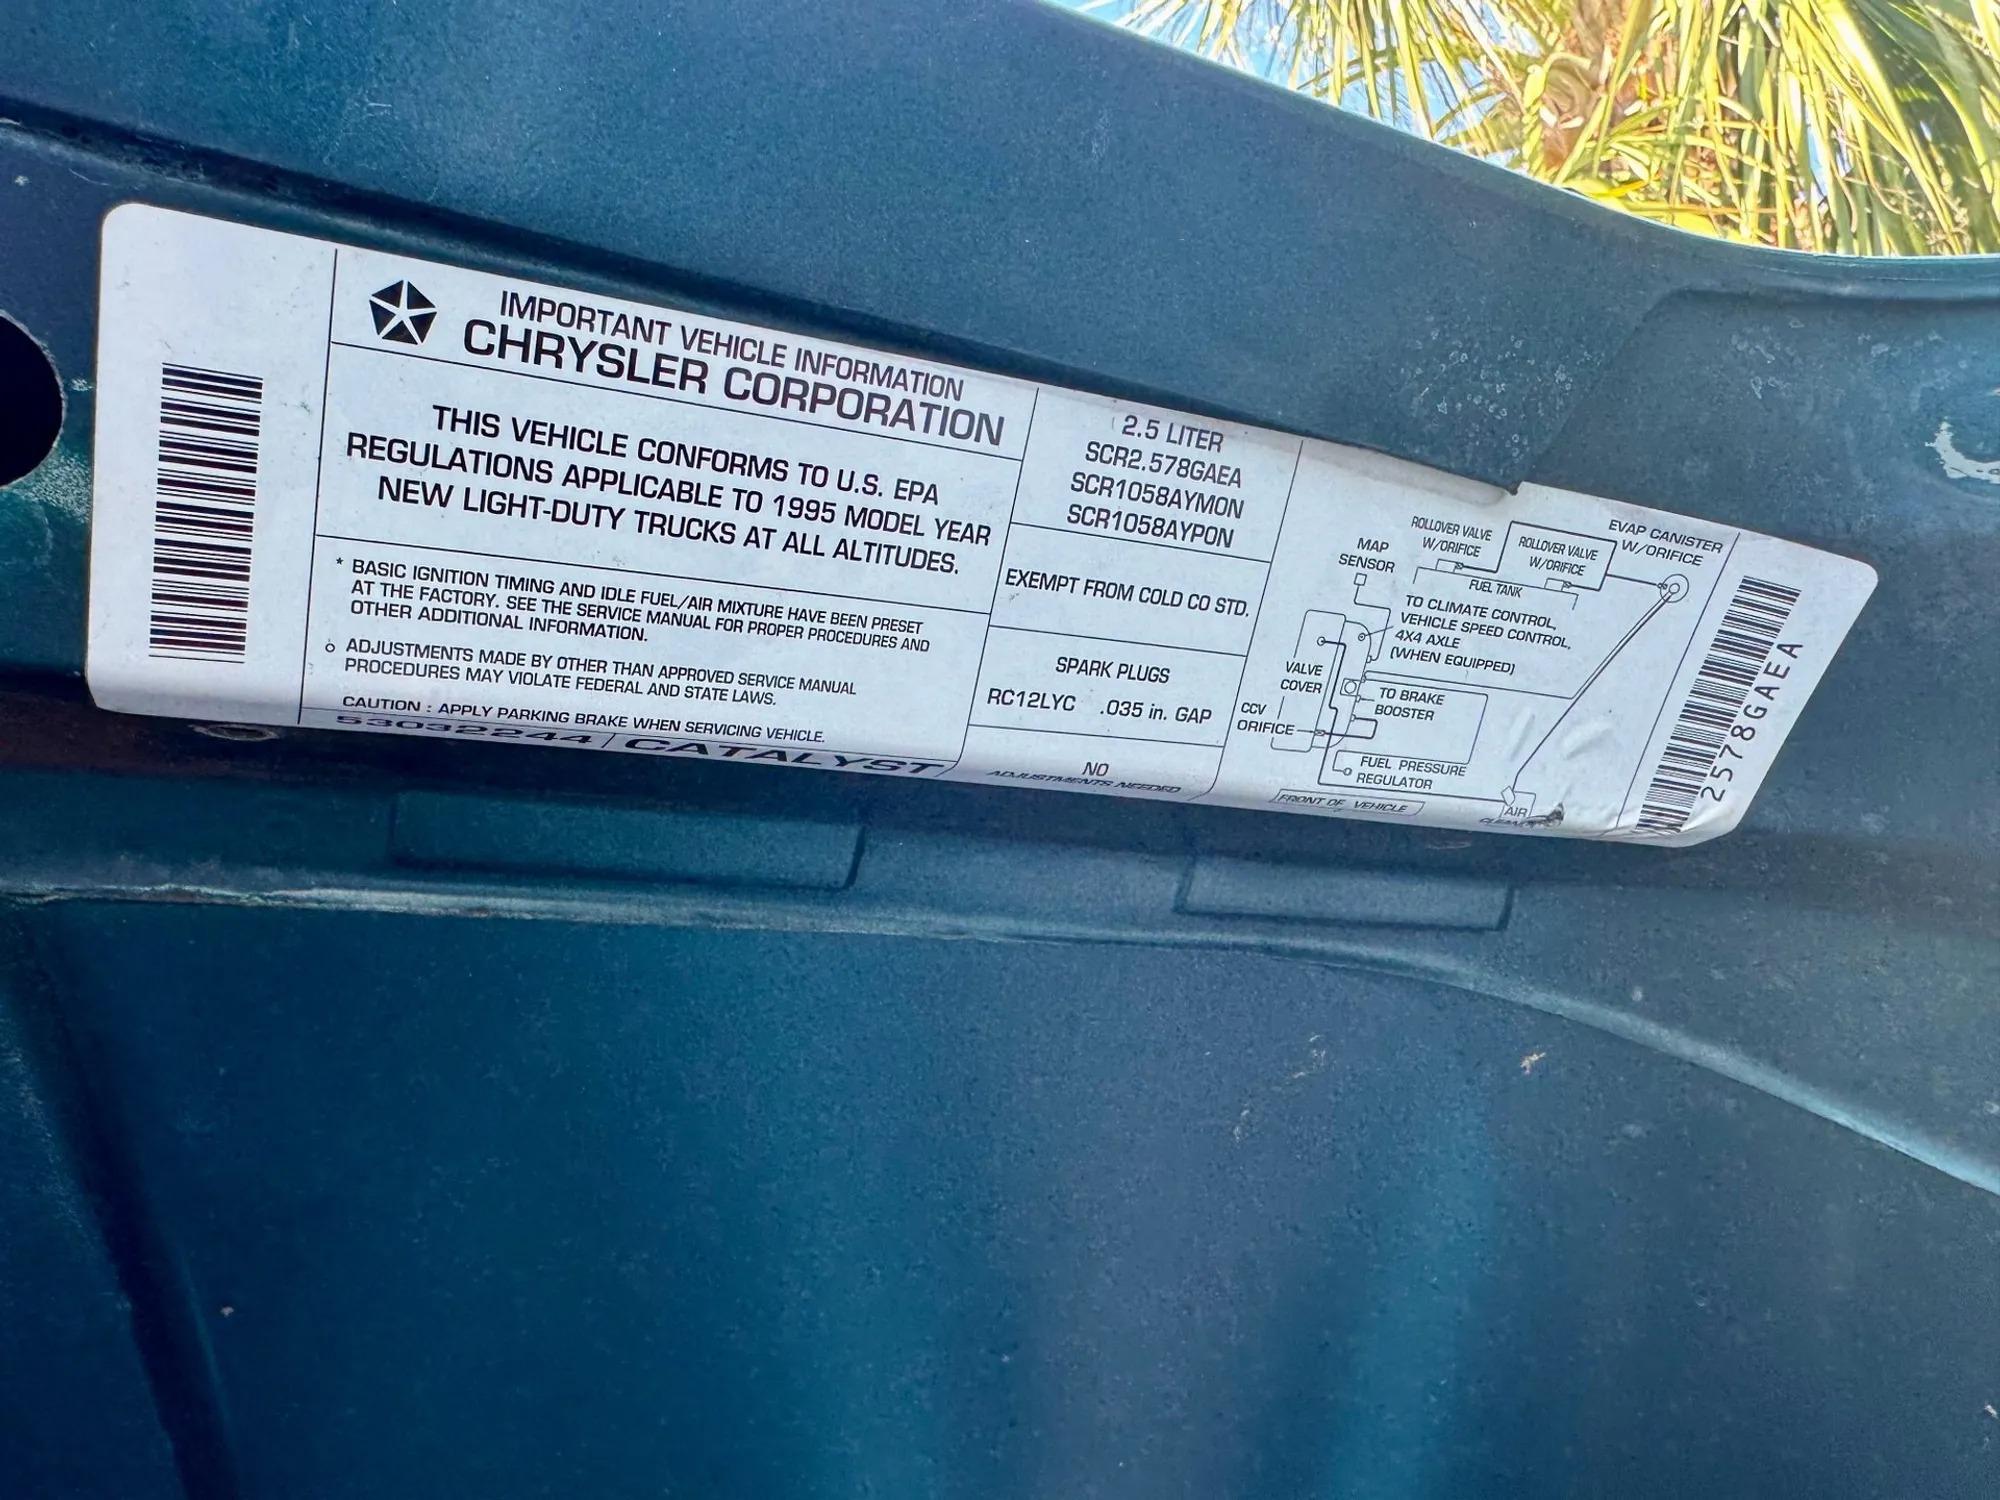 IMPORTANT VEHICLE INFORMATION
CHRYSLER CORPORATION
THIS VEHICLE CONFORMS TO U.S. EPA
REGULATIONS APPLICABLE TO 1995 MODEL YEAR
NEW LIGHT-DUTY TRUCKS AT ALL ALTITUDES.
* BASIC IGNITION TIMING AND IDLE FUEL/AIR MIXTURE HAVE BEEN PRESET
AT THE FACTORY. SEE THE SERVICE MANUAL FOR PROPER PROCEDURES AND
OTHER ADDITIONAL INFORMATION.
ADJUSTMENTS MADE BY OTHER THAN APPROVED SERVICE MANUAL
PROCEDURES MAY VIOLATE FEDERAL AND STATE LAWS.
CAUTION : APPLY PARKING BRAKE WHEN SERVICING VEHICLE.
53032244 / CATALYST
2.5 LITER
SCR2.578GAEA
SCR1058AYMON
SCR1058AYPON
EXEMPT FROM COLD CO STD.
SPARK PLUGS
RC12LYC .035 in. GAP
NO
ADJUSTMENTS NEEDED
MAP
SENSOR
ROLLOVER VALVE
W/ORIFICE
ROLLOVER VALVE
W/ORIFICE
EVAP CANISTER
W/ORIFICE
FUEL TANK
TO CLIMATE CONTROL,
VEHICLE SPEED CONTROL,
4X4 AXLE
(WHEN EQUIPPED)
VALVE
COVER
TO BRAKE
BOOSTER
CCV
ORIFICE
FUEL PRESSURE
REGULATOR
FRONT OF VEHICLE
AIR
2578GAEA